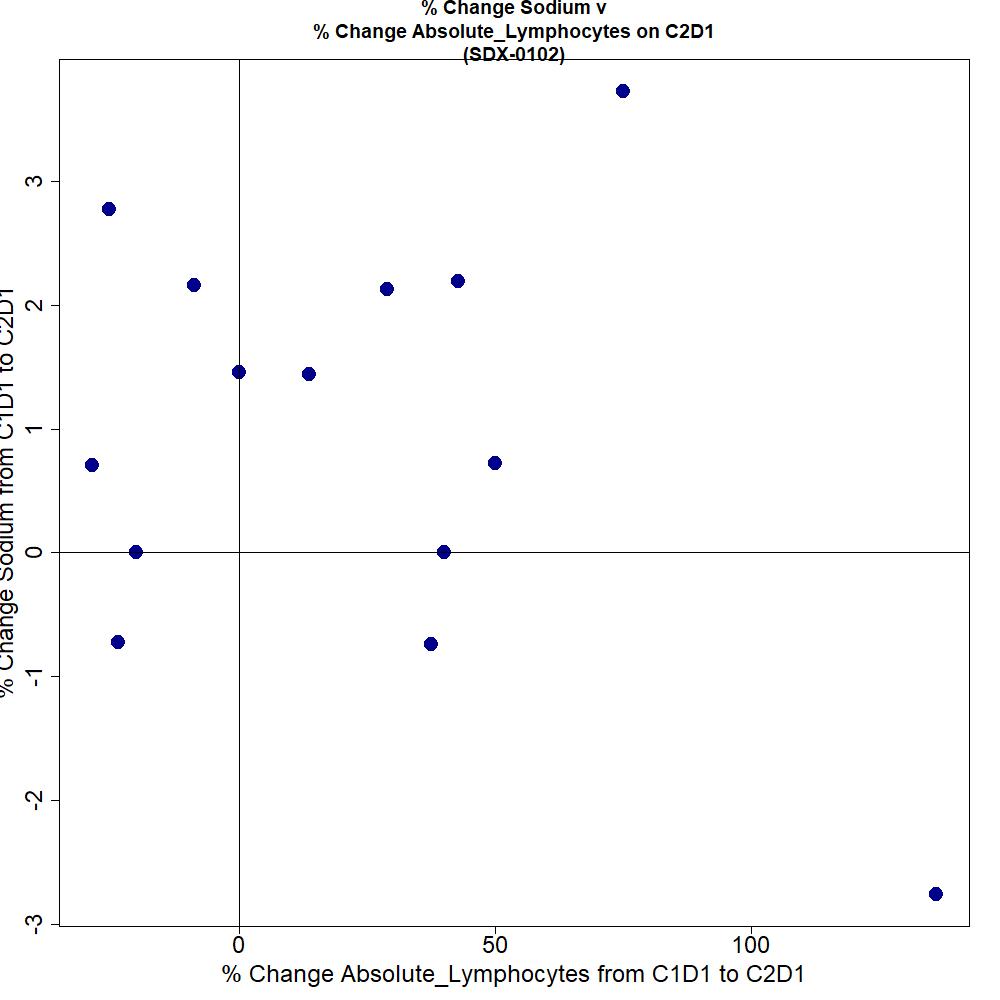 % Change Sodium v
% Change Absolute_Lymphocytes on C2D1
(SDX-0102)
% Change Sodium from C1D1 to C2D1
3
2
1
0
-1
-2
-3
0
50
100
% Change Absolute_Lymphocytes from C1D1 to C2D1